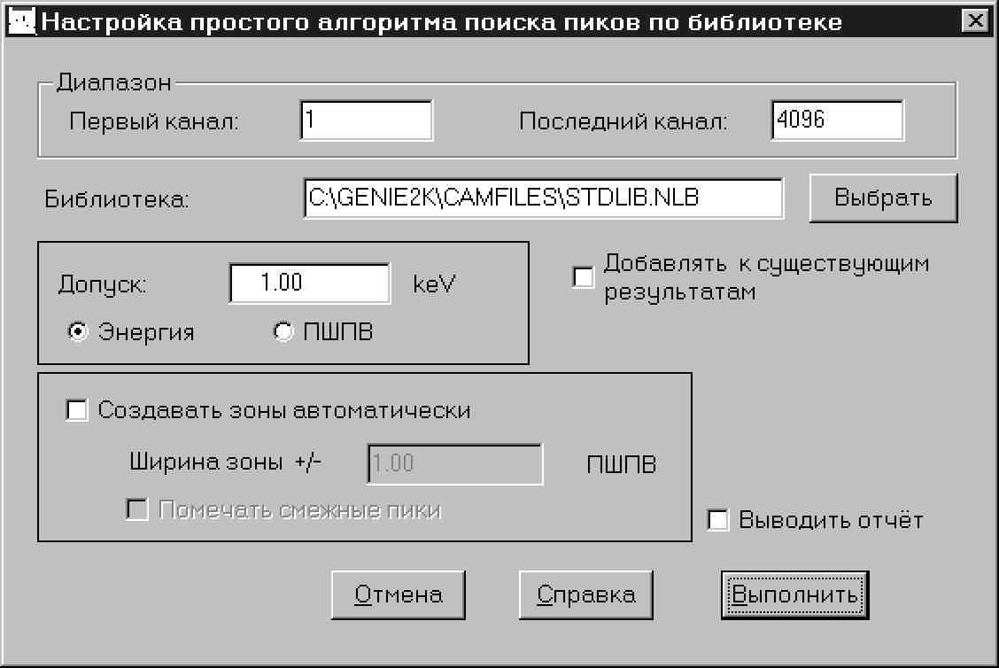 Настройка простого алгоритма поиска пиков по библиотеке
Диапазон
Первый канал: 1 Последний канал: 4096
Библиотека: C:\GENIE2K\CAMFILES\STDLIB.NLB Выбрать
Допуск: 1.00 keV
Энергия ПШПВ
Добавлять к существующим
результатам
Создавать зоны автоматически
Ширина зоны +/- 1.00 ПШПВ
Помечать смежные пики
Выводить отчёт
Отмена Справка Выполнить